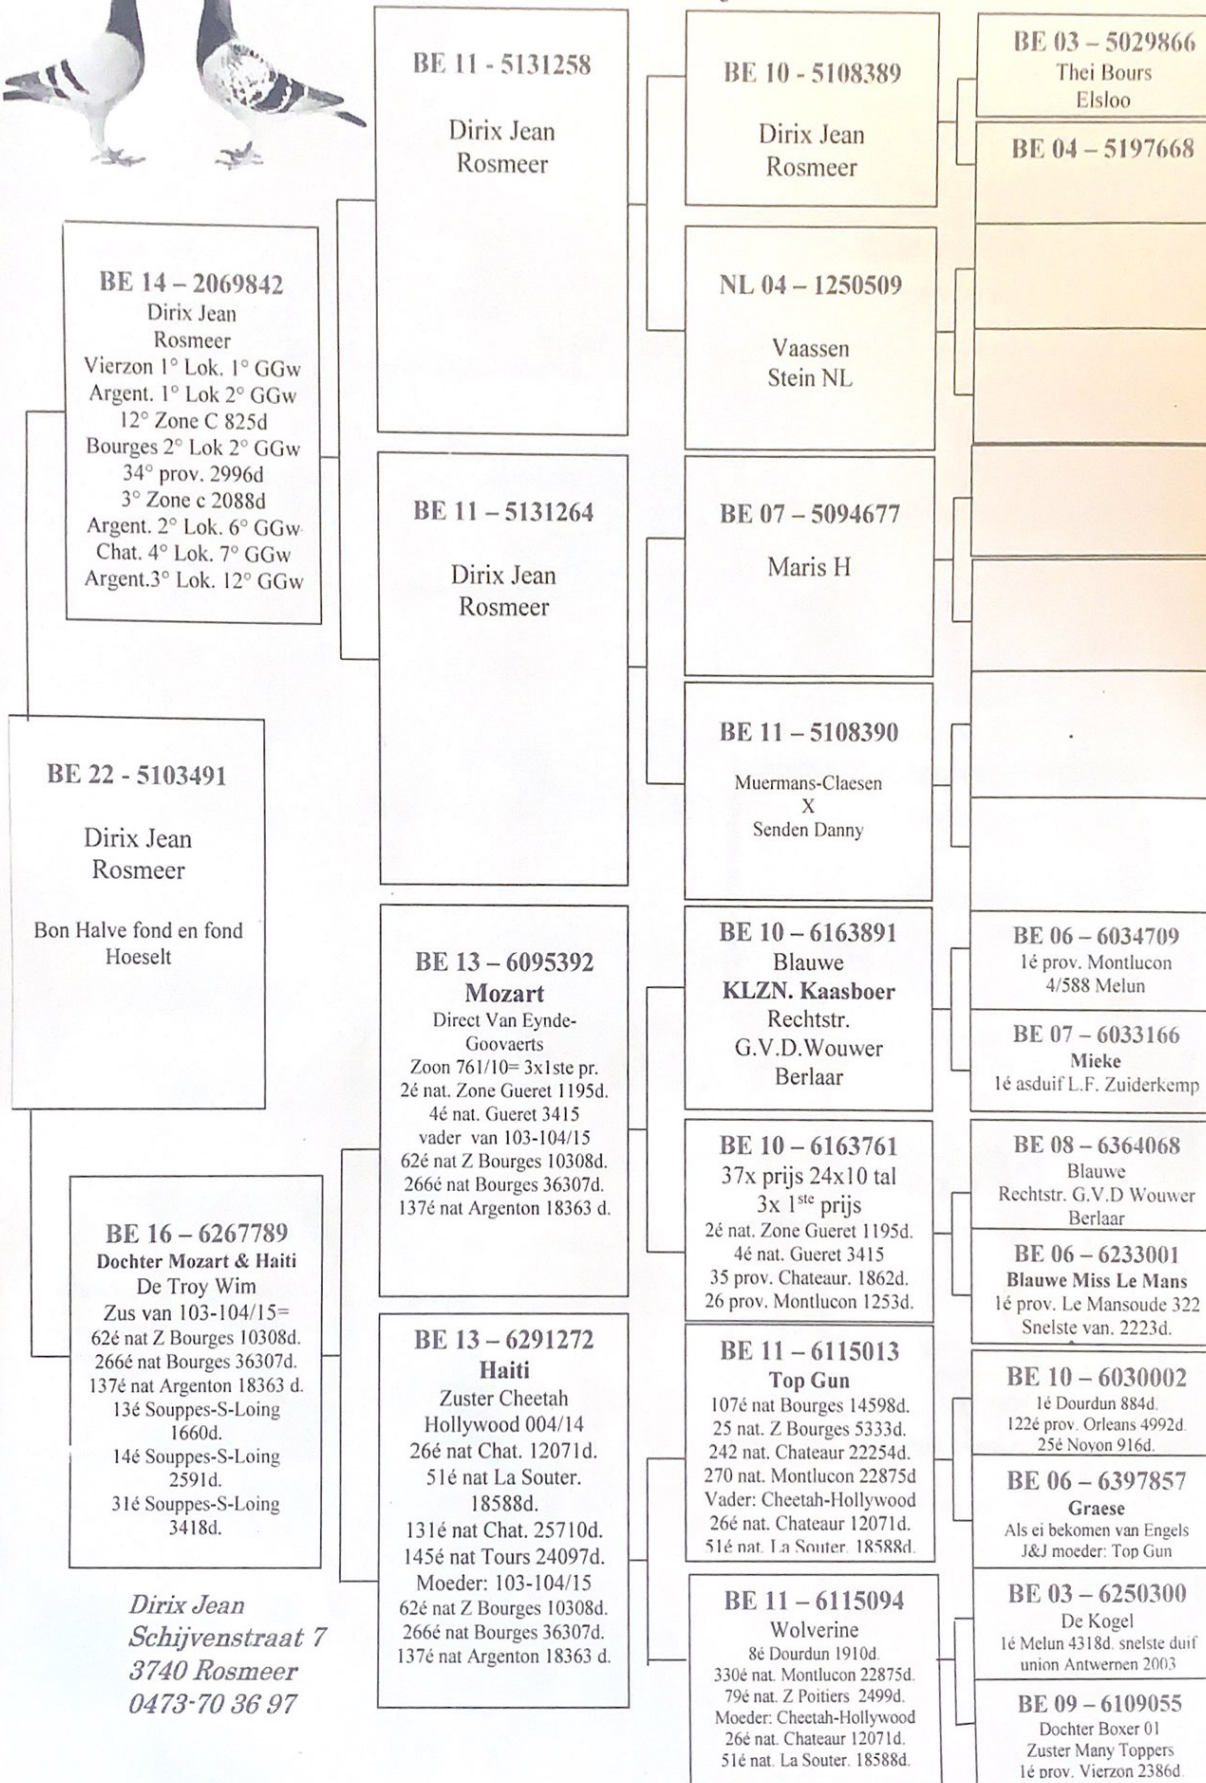 BE 11 - 5131258
Dirix Jean
Rosmeer
BE 10 - 5108389
Dirix Jean
Rosmeer
BE 03 – 5029866
Thei Bours
Elsloo
BE 04 – 5197668
BE 14 – 2069842
Dirix Jean
Rosmeer
Vierzon 1° Lok. 1° GGw
Argent. 1° Lok 2° GGw
12° Zone C 825d
Bourges 2° Lok 2° GGw
34° prov. 2996d
3° Zone c 2088d
Argent. 2° Lok. 6° GGw
Chat. 4° Lok. 7° GGw
Argent.3° Lok. 12° GGw
NL 04 – 1250509
Vaassen
Stein NL
BE 11 – 5131264
Dirix Jean
Rosmeer
BE 07 – 5094677
Maris H
BE 11 – 5108390
Muermans-Claesen
X
Senden Danny
BE 22 - 5103491
Dirix Jean
Rosmeer
Bon Halve fond en fond
Hoeselt
BE 13 – 6095392
Mozart
Direct Van Eynde-
Goovaerts
Zoon 761/10= 3x1ste pr.
2é nat. Zone Gueret 1195d.
4é nat. Gueret 3415
vader van 103-104/15
62é nat Z Bourges 10308d.
266é nat Bourges 36307d.
137é nat Argenton 18363 d.
BE 10 – 6163891
Blauwe
KLZN. Kaasboer
Rechtstr.
G.V.D.Wouwer
Berlaar
BE 06 – 6034709
1é prov. Montlucon
4/588 Melun
BE 07 – 6033166
Mieke
1é asduif L.F. Zuiderkemp
BE 10 – 6163761
37x prijs 24x10 tal
3x 1ste prijs
2é nat. Zone Gueret 1195d.
4é nat. Gueret 3415
35 prov. Chateaur. 1862d.
26 prov. Montlucon 1253d.
BE 08 – 6364068
Blauwe
Rechtstr. G.V.D Wouwer
Berlaar
BE 06 – 6233001
Blauwe Miss Le Mans
1é prov. Le Mansoude 322
Snelste van. 2223d.
BE 16 – 6267789
Dochter Mozart & Haiti
De Troy Wim
Zus van 103-104/15=
62é nat Z Bourges 10308d.
266é nat Bourges 36307d.
137é nat Argenton 18363 d.
13é Souppes-S-Loing
1660d.
14é Souppes-S-Loing
2591d.
31é Souppes-S-Loing
3418d.
BE 13 – 6291272
Haiti
Zuster Cheetah
Hollywood 004/14
26é nat Chat. 12071d.
51é nat La Souter.
18588d.
131é nat Chat. 25710d.
145é nat Tours 24097d.
Moeder: 103-104/15
62é nat Z Bourges 10308d.
266é nat Bourges 36307d.
137é nat Argenton 18363 d.
BE 11 – 6115013
Top Gun
107é nat Bourges 14598d.
25 nat. Z Bourges 5333d.
242 nat. Chateaur 22254d.
270 nat. Montlucon 22875d
Vader: Cheetah-Hollywood
26é nat. Chateaur 12071d.
51é nat. La Souter. 18588d.
BE 10 – 6030002
1é Dourdun 884d.
122é prov. Orleans 4992d.
25é Noyon 916d.
BE 06 – 6397857
Graese
Als ei bekomen van Engels
J&J moeder: Top Gun
BE 11 – 6115094
Wolverine
8é Dourdun 1910d.
330é nat. Montlucon 22875d.
79é nat. Z Poitiers 2499d.
Moeder: Cheetah-Hollywood
26é nat. Chateaur 12071d.
51é nat. La Souter. 18588d.
BE 03 – 6250300
De Kogel
1é Melun 4318d. snelste duif
union Antwernen 2003
BE 09 – 6109055
Dochter Boxer 01
Zuster Many Toppers
1é prov. Vierzon 2386d.
Dirix Jean
Schijvenstraat 7
3740 Rosmeer
0473-70 36 97